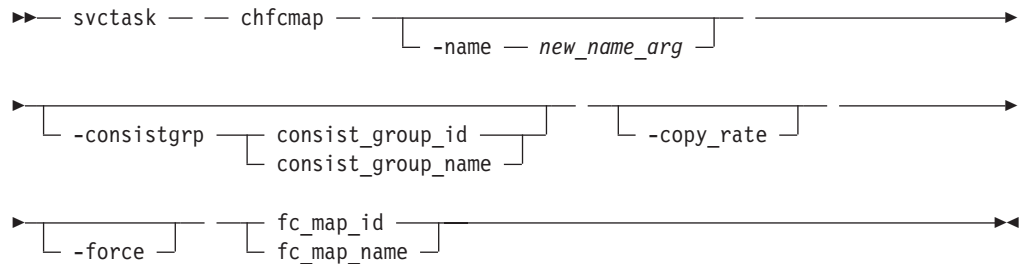 svctask chfcmap
-name new_name_arg
-consistgrp consist_group_id -copy_rate
consist_group_name
fc_map_id
-force fc_map_name